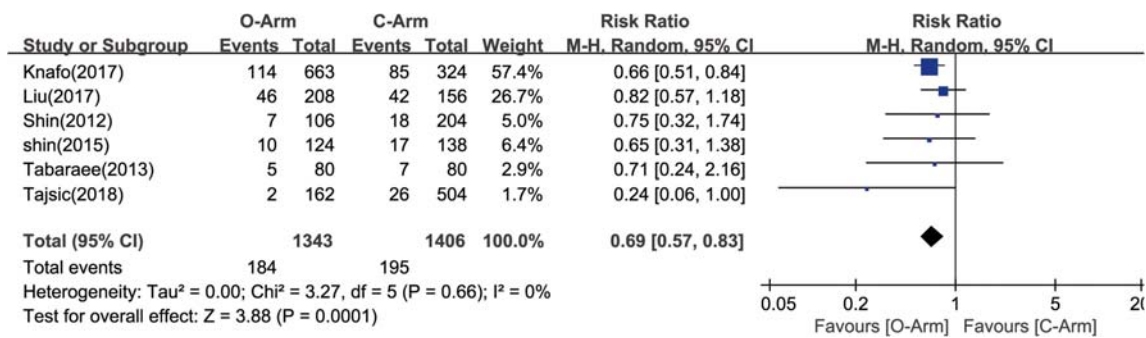 O-Arm C-Arm Risk Ratio Risk Ratio
Study or Subgroup Events Total Events Total Weight M-H, Random, 95% CI M-H, Random, 95% CI
Knafo(2017) 114 663 85 324 57.4% 0.66 [0.51, 0.84]
Liu(2017) 46 208 42 156 26.7% 0.82 [0.57, 1.18]
Shin(2012) 7 106 18 204 5.0% 0.75 [0.32, 1.74]
shin(2015) 10 124 17 138 6.4% 0.65 [0.31, 1.38]
Tabaraee(2013) 5 80 7 80 2.9% 0.71 [0.24, 2.16]
Tajsic(2018) 2 162 26 504 1.7% 0.24 [0.06, 1.00]
Total (95% CI) 1343 1406 100.0% 0.69 [0.57, 0.83]
Total events 184 195
Heterogeneity: Tau² = 0.00; Chi² = 3.27, df = 5 (P = 0.66); I² = 0%
Test for overall effect: Z = 3.88 (P = 0.0001)
0.05 0.2 1 5 20
Favours [O-Arm] Favours [C-Arm]